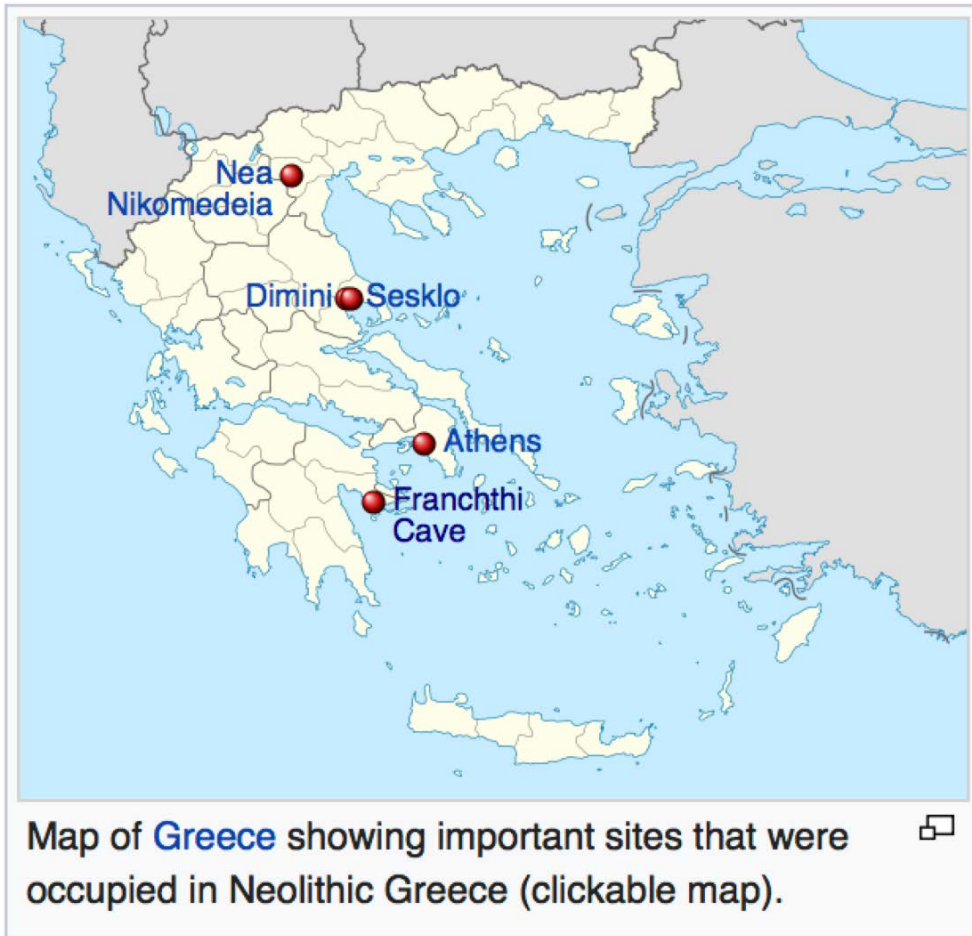 Nea
Nikomedeia
Dimini Sesklo
Athens
Franchthi
Cave
Map of Greece showing important sites that were
occupied in Neolithic Greece (clickable map).